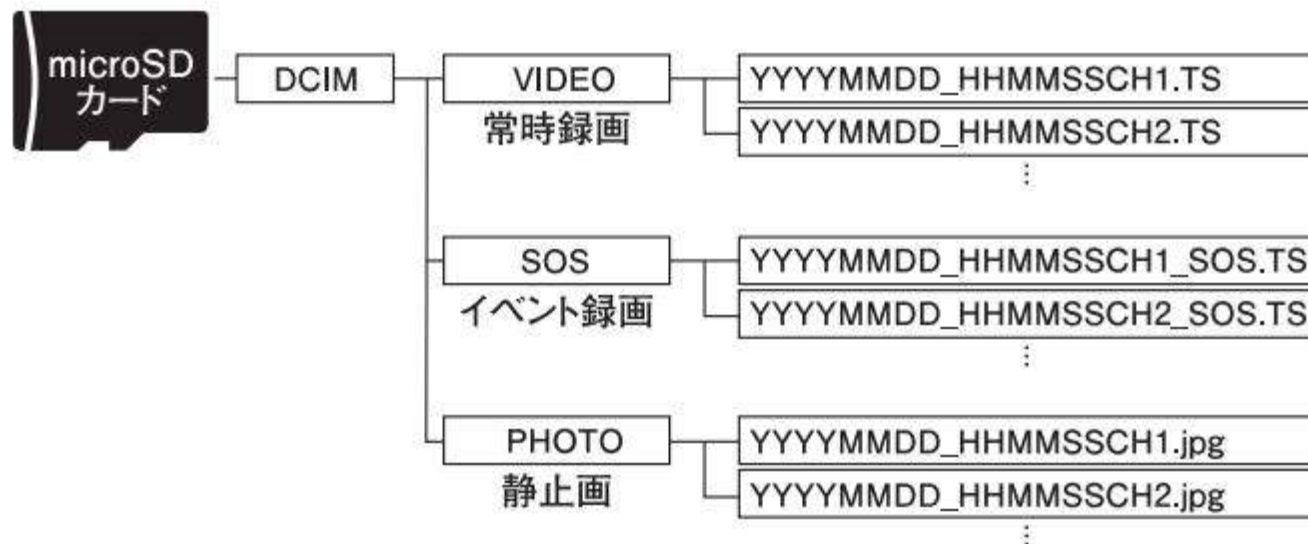 microSD
カード
DCIM
VIDEO
常時録画
YYYYMMDD_HHMMSSCH1.TS
YYYYMMDD_HHMMSSCH2.TS
⋮
SOS
イベント録画
YYYYMMDD_HHMMSSCH1_SOS.TS
YYYYMMDD_HHMMSSCH2_SOS.TS
⋮
PHOTO
静止画
YYYYMMDD_HHMMSSCH1.jpg
YYYYMMDD_HHMMSSCH2.jpg
⋮